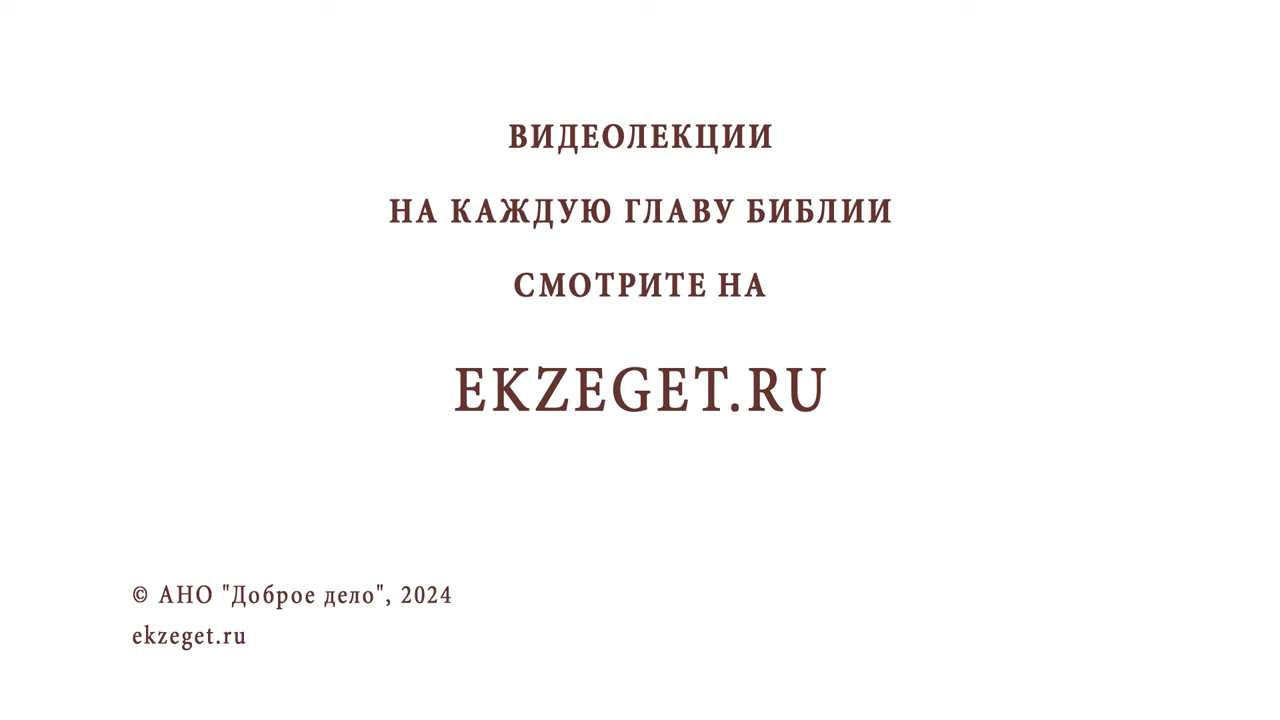 ВИДЕОЛЕКЦИИ
НА КАЖДУЮ ГЛАВУ БИБЛИИ
СМОТРИТЕ НА
EKZEGET.RU
© АНО "Доброе дело", 2024
ekzeget.ru